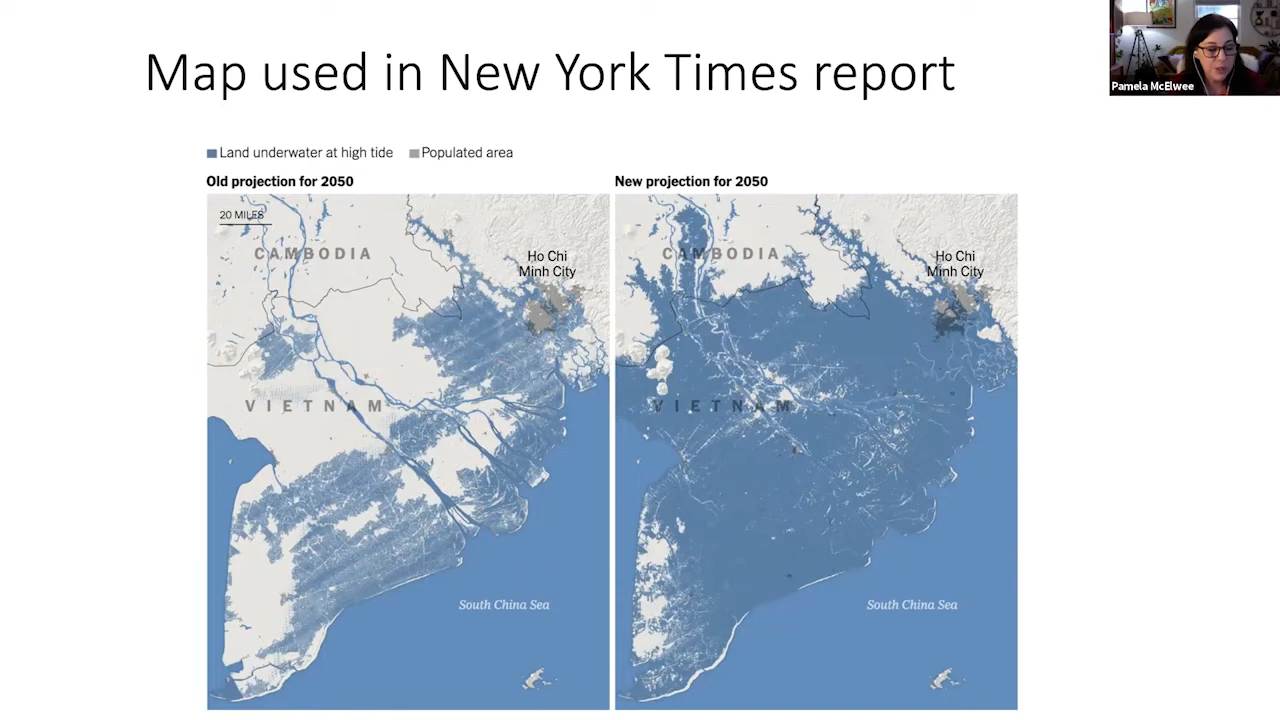 Map used in New York Times report
Pamela McElwee
Land underwater at high tide
Populated area
Old projection for 2050
New projection for 2050
20 MILES
CAMBODIA
Ho Chi
Minh City
VIETNAM
South China Sea
CAMBODIA
Ho Chi
Minh City
VIETNAM
South China Sea